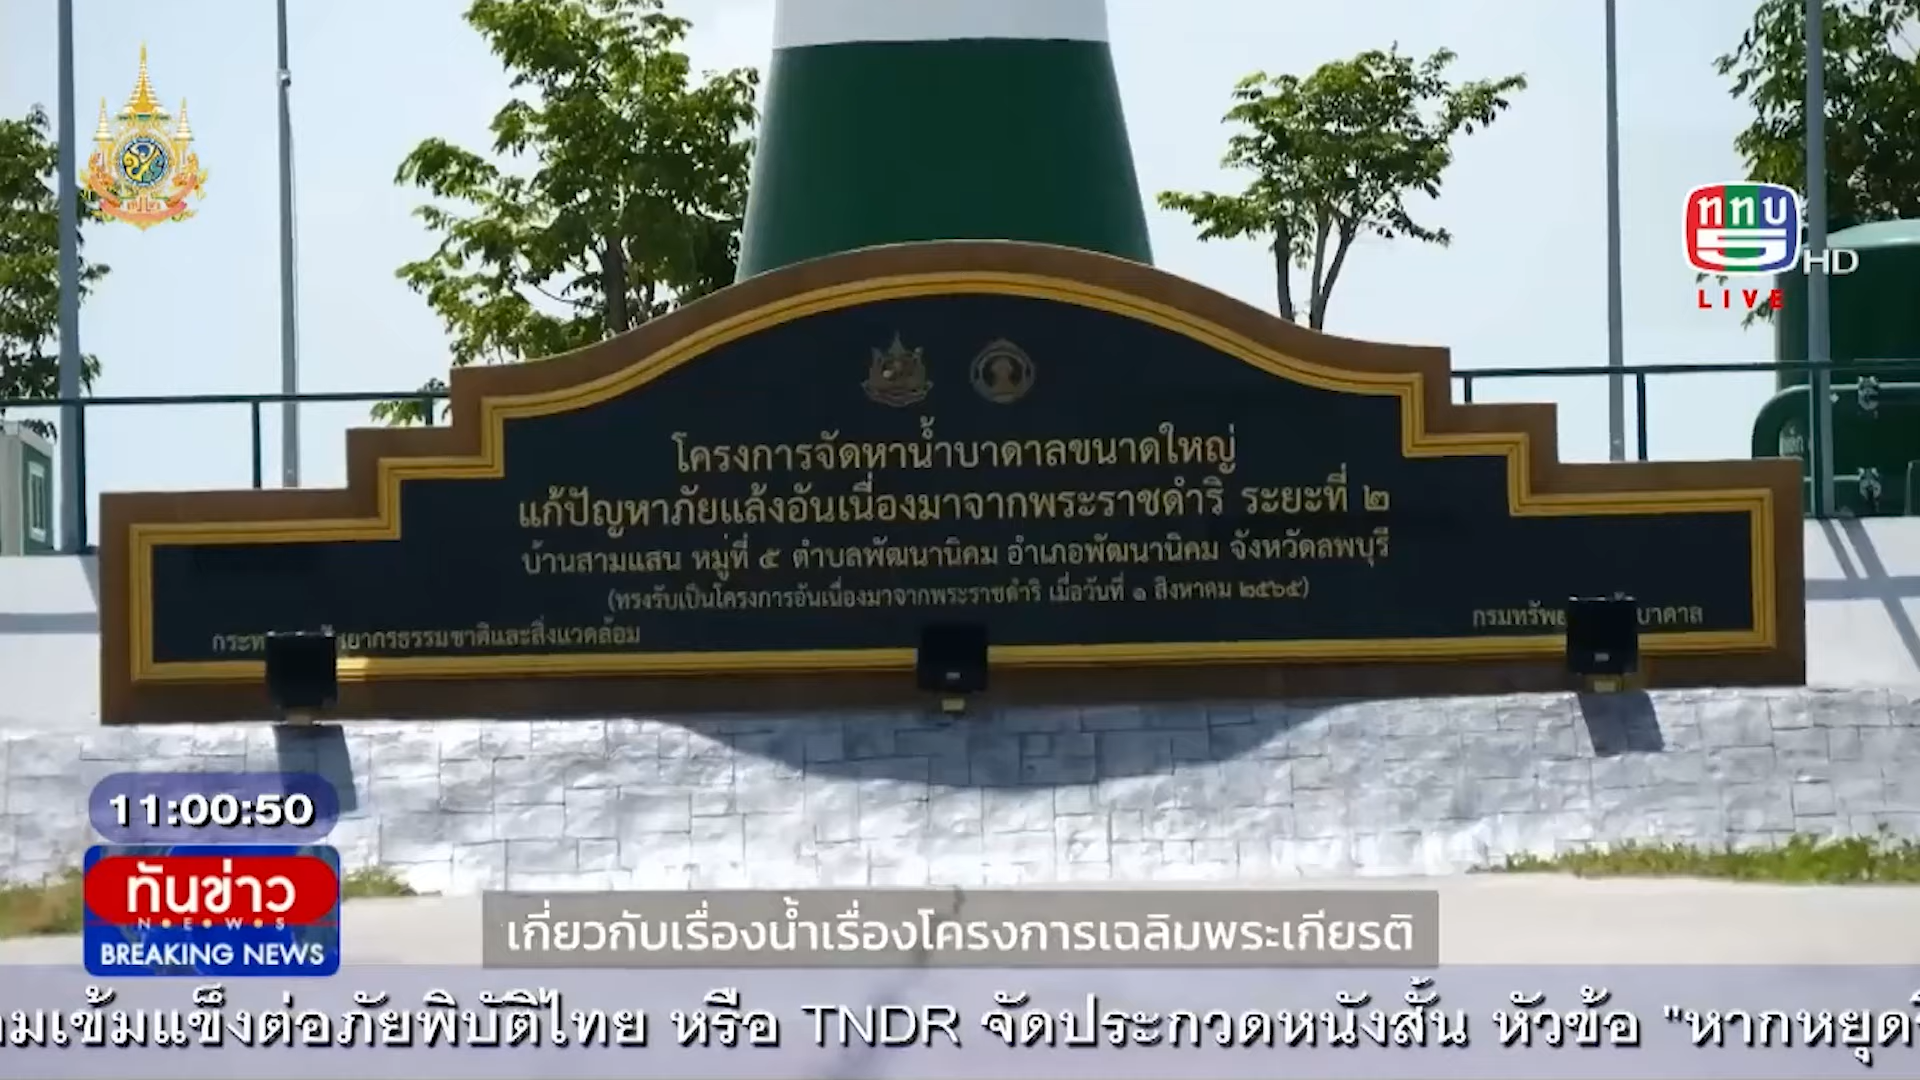 ททบ
5 HD
LIVE
โครงการจัดหาน้ำบาดาลขนาดใหญ่
แก้ปัญหาภัยแล้งอันเนื่องมาจากพระราชดำริ ระยะที่ ๒
บ้านสามแสน หมู่ที่ ๕ ตำบลพัฒนานิคม อำเภอพัฒนานิคม จังหวัดลพบุรี
(ทรงรับเป็นโครงการอันเนื่องมาจากพระราชดำริ เมื่อวันที่ ๑ สิงหาคม ๒๕๖๕)
ยากรธรรมชาติและสิ่งแวดล้อม
กรมทรัพย บาดาล
11:00:50
ทันข่าว
NEWS
BREAKING NEWS
เกี่ยวกับเรื่องน้ำเรื่องโครงการเฉลิมพระเกียรติ
ามเข้มแข็งต่อภัยพิบัติไทย หรือ TNDR จัดประกวดหนังสั้น หัวข้อ "หากหยุด